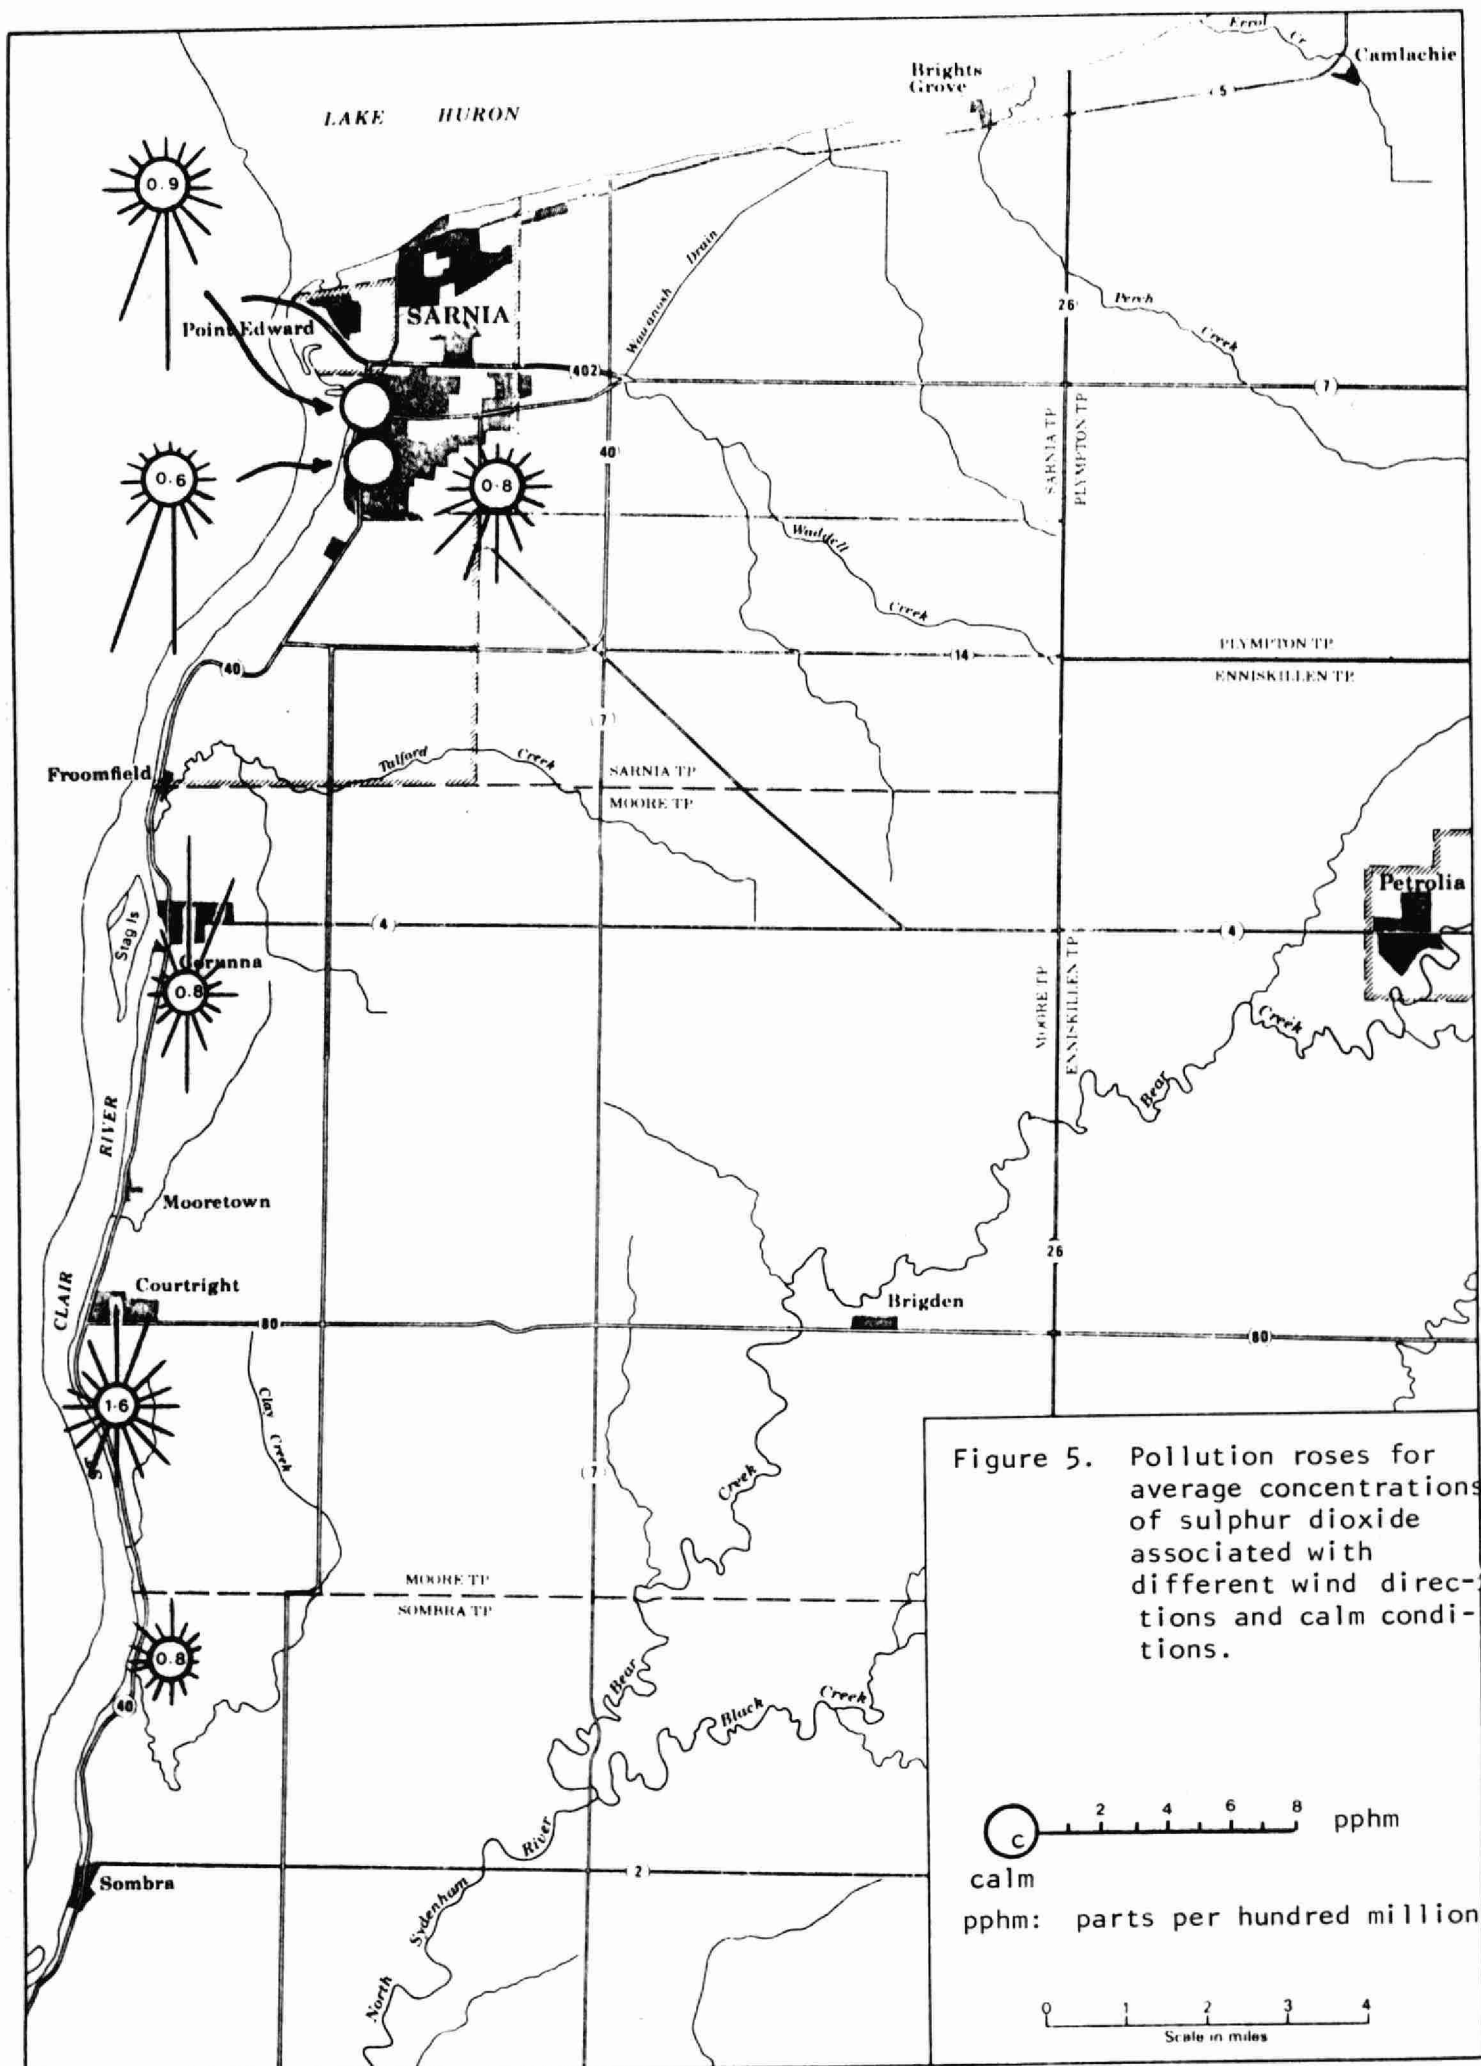 LAKE HURON
Brights
Grove
Errol
Cr
Camlachie
(5)
0.9
Point Edward
SARNIA
Wawanosh Drain
26
Perch
Creek
(402)
(7)
0.6
0.8
40
SARNIA TP
PLYMPTON TP
Waddell
Creek
(14)
PLYMPTON TP
ENNISKILLEN TP
(40)
(7)
Froomfield
Talford Creek
SARNIA TP
MOORE TP
Petrolia
Stag Is
(4)
(4)
Corunna
0.8
MOORE TP
ENNISKILLEN TP
Creek
Bear
ST. CLAIR RIVER
Mooretown
26
Courtright
Brigden
80
(80)
1.6
Clay Creek
(7)
Creek
MOORE TP
SOMBRA TP
0.8
40
Bear
Black Creek
River
Sombra
(2)
Sydenham
North
Figure 5. Pollution roses for
average concentrations
of sulphur dioxide
associated with
different wind direc-
tions and calm condi-
tions.
2 4 6 8 pphm
C
calm
pphm: parts per hundred million
0 1 2 3 4
Scale in miles